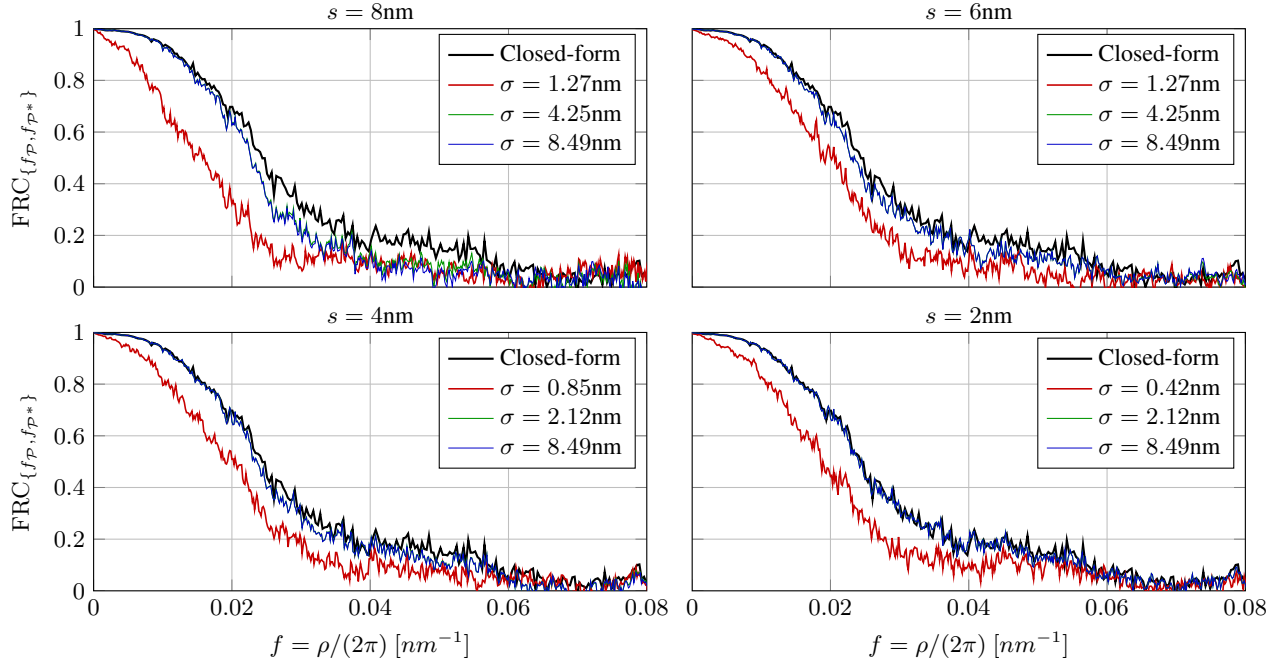 s = 8nm
s = 6nm
FRC{f𝒫,f𝒫*}
1
0.8
0.6
0.4
0.2
0
Closed-form
σ = 1.27nm
σ = 4.25nm
σ = 8.49nm
Closed-form
σ = 1.27nm
σ = 4.25nm
σ = 8.49nm
s = 4nm
s = 2nm
FRC{f𝒫,f𝒫*}
1
0.8
0.6
0.4
0.2
0
Closed-form
σ = 0.85nm
σ = 2.12nm
σ = 8.49nm
Closed-form
σ = 0.42nm
σ = 2.12nm
σ = 8.49nm
0 0.02 0.04 0.06 0.08
0 0.02 0.04 0.06 0.08
f = ρ/(2π) [nm⁻¹]
f = ρ/(2π) [nm⁻¹]